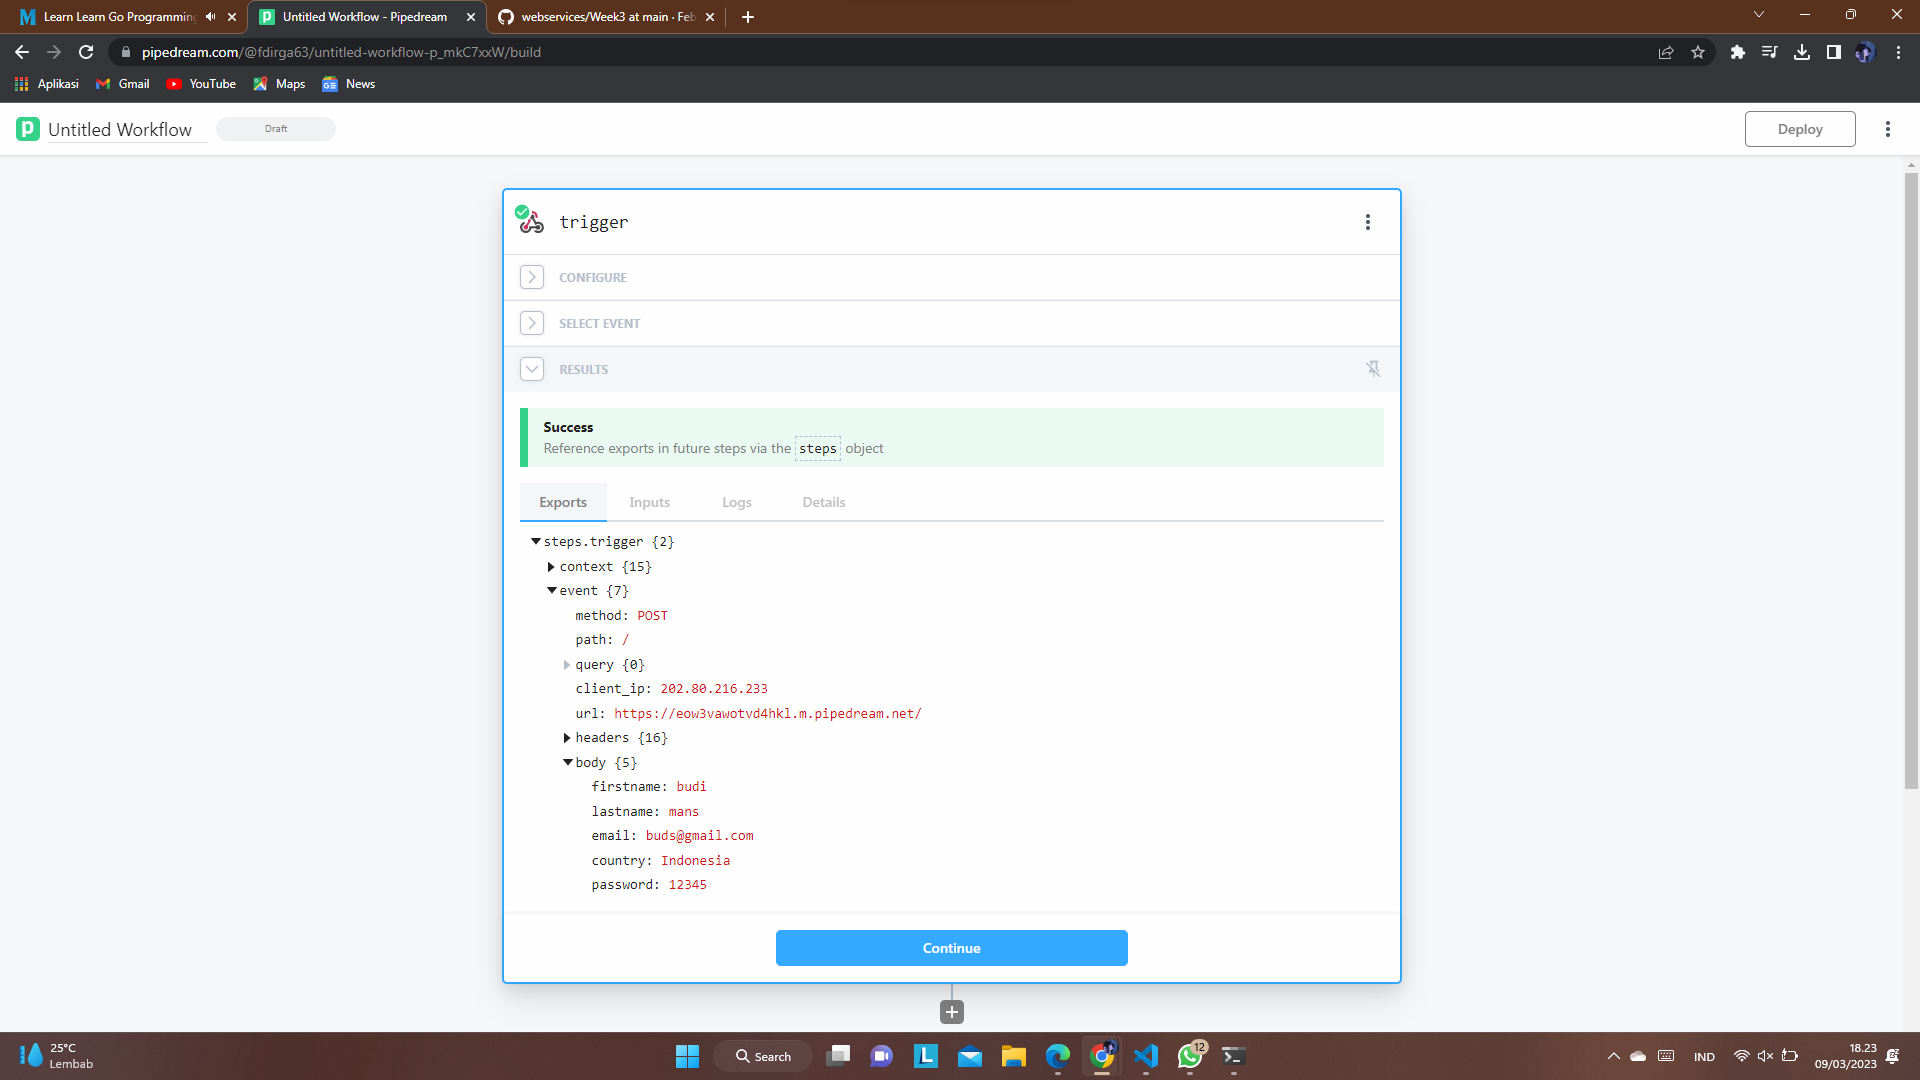 Learn Learn Go Programming
Untitled Workflow - Pipedream
webservices/Week3 at main · Feb
pipedream.com/@fdirga63/untitled-workflow-p_mkC7xxW/build
Aplikasi
Gmail
YouTube
Maps
News
Untitled Workflow
Draft
Deploy
trigger
CONFIGURE
SELECT EVENT
RESULTS
Success
Reference exports in future steps via the steps object
Exports
Inputs
Logs
Details
steps.trigger {2}
context {15}
event {7}
method: POST
path: /
query {0}
client_ip: 202.80.216.233
url: https://eow3vawotvd4hkl.m.pipedream.net/
headers {16}
body {5}
firstname: budi
lastname: mans
email: buds@gmail.com
country: Indonesia
password: 12345
Continue
25°C
Lembab
Search
12
IND
18.23
09/03/2023